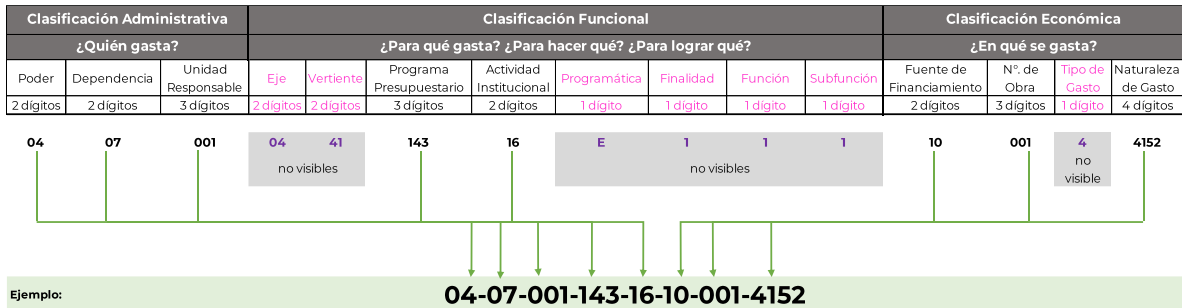 Clasificación Administrativa Clasificación Funcional Clasificación Económica
¿Quién gasta? ¿Para qué gasta? ¿Para hacer qué? ¿Para lograr qué? ¿En qué se gasta?
Poder Dependencia Unidad Responsable Eje Vertiente Programa Presupuestario Actividad Institucional Programática Finalidad Función Subfunción Fuente de Financiamiento N°. de Obra Tipo de Gasto Naturaleza de Gasto
2 dígitos 2 dígitos 3 dígitos 2 dígitos 2 dígitos 3 dígitos 2 dígitos 1 dígito 1 dígito 1 dígito 1 dígito 2 dígitos 3 dígitos 1 dígito 4 dígitos
04 07 001 04 41 143 16 E 1 1 1 10 001 4 4152
no visibles no visibles no visible
Ejemplo: 04-07-001-143-16-10-001-4152